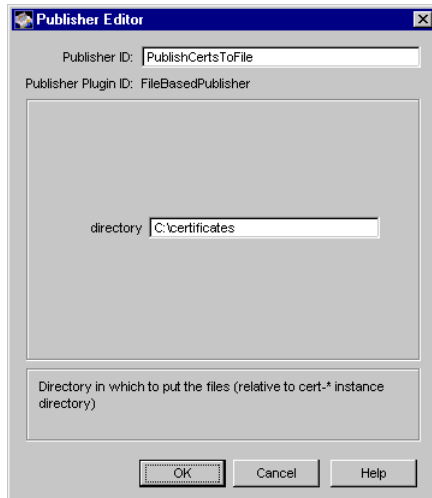 Publisher Editor
Publisher ID: PublishCertsToFile
Publisher Plugin ID: FileBasedPublisher
directory C:\certificates
Directory in which to put the files (relative to cert-* instance
directory)
OK Cancel Help